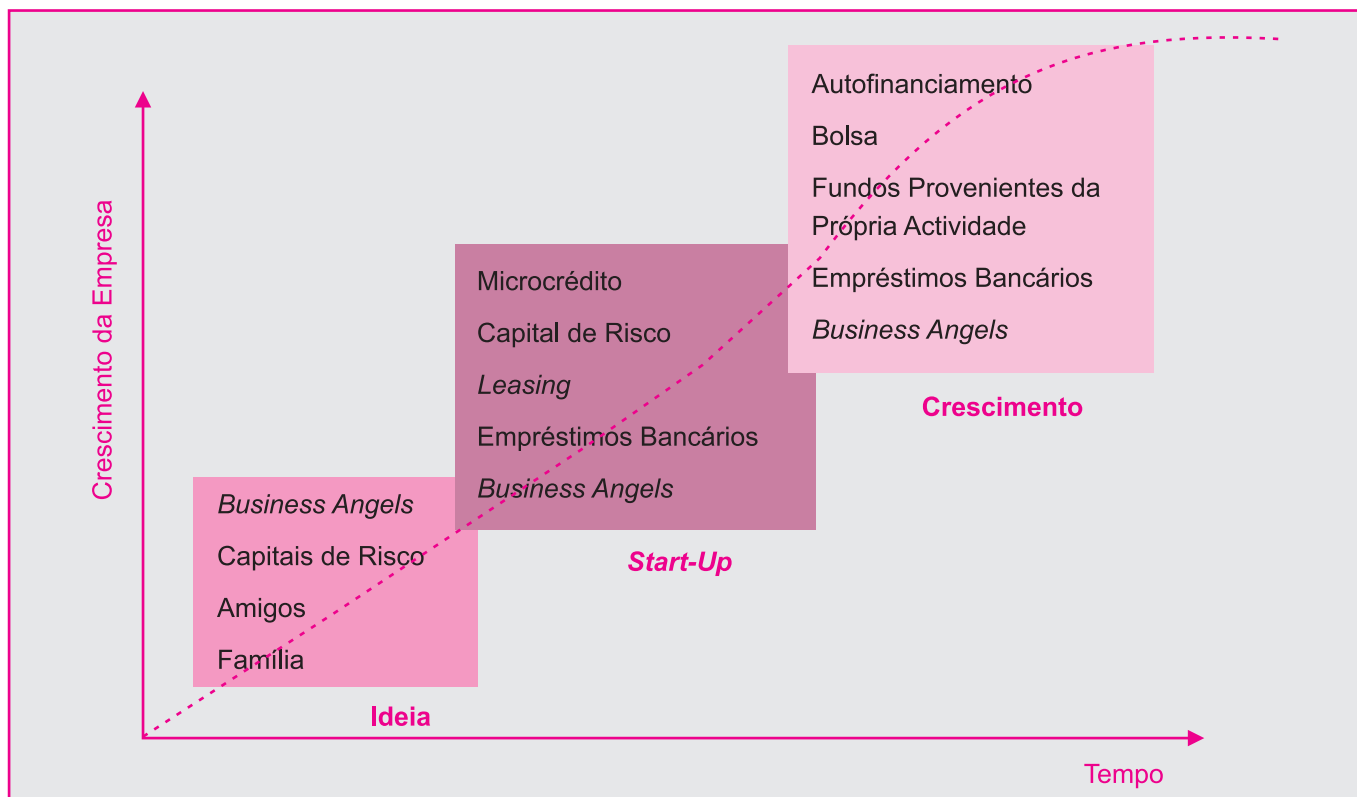 Autofinanciamento
Bolsa
Fundos Provenientes da
Própria Actividade
Empréstimos Bancários
Business Angels
Crescimento
Microcrédito
Capital de Risco
Leasing
Empréstimos Bancários
Business Angels
Start-Up
Business Angels
Capitais de Risco
Amigos
Família
Ideia
Crescimento da Empresa
Tempo